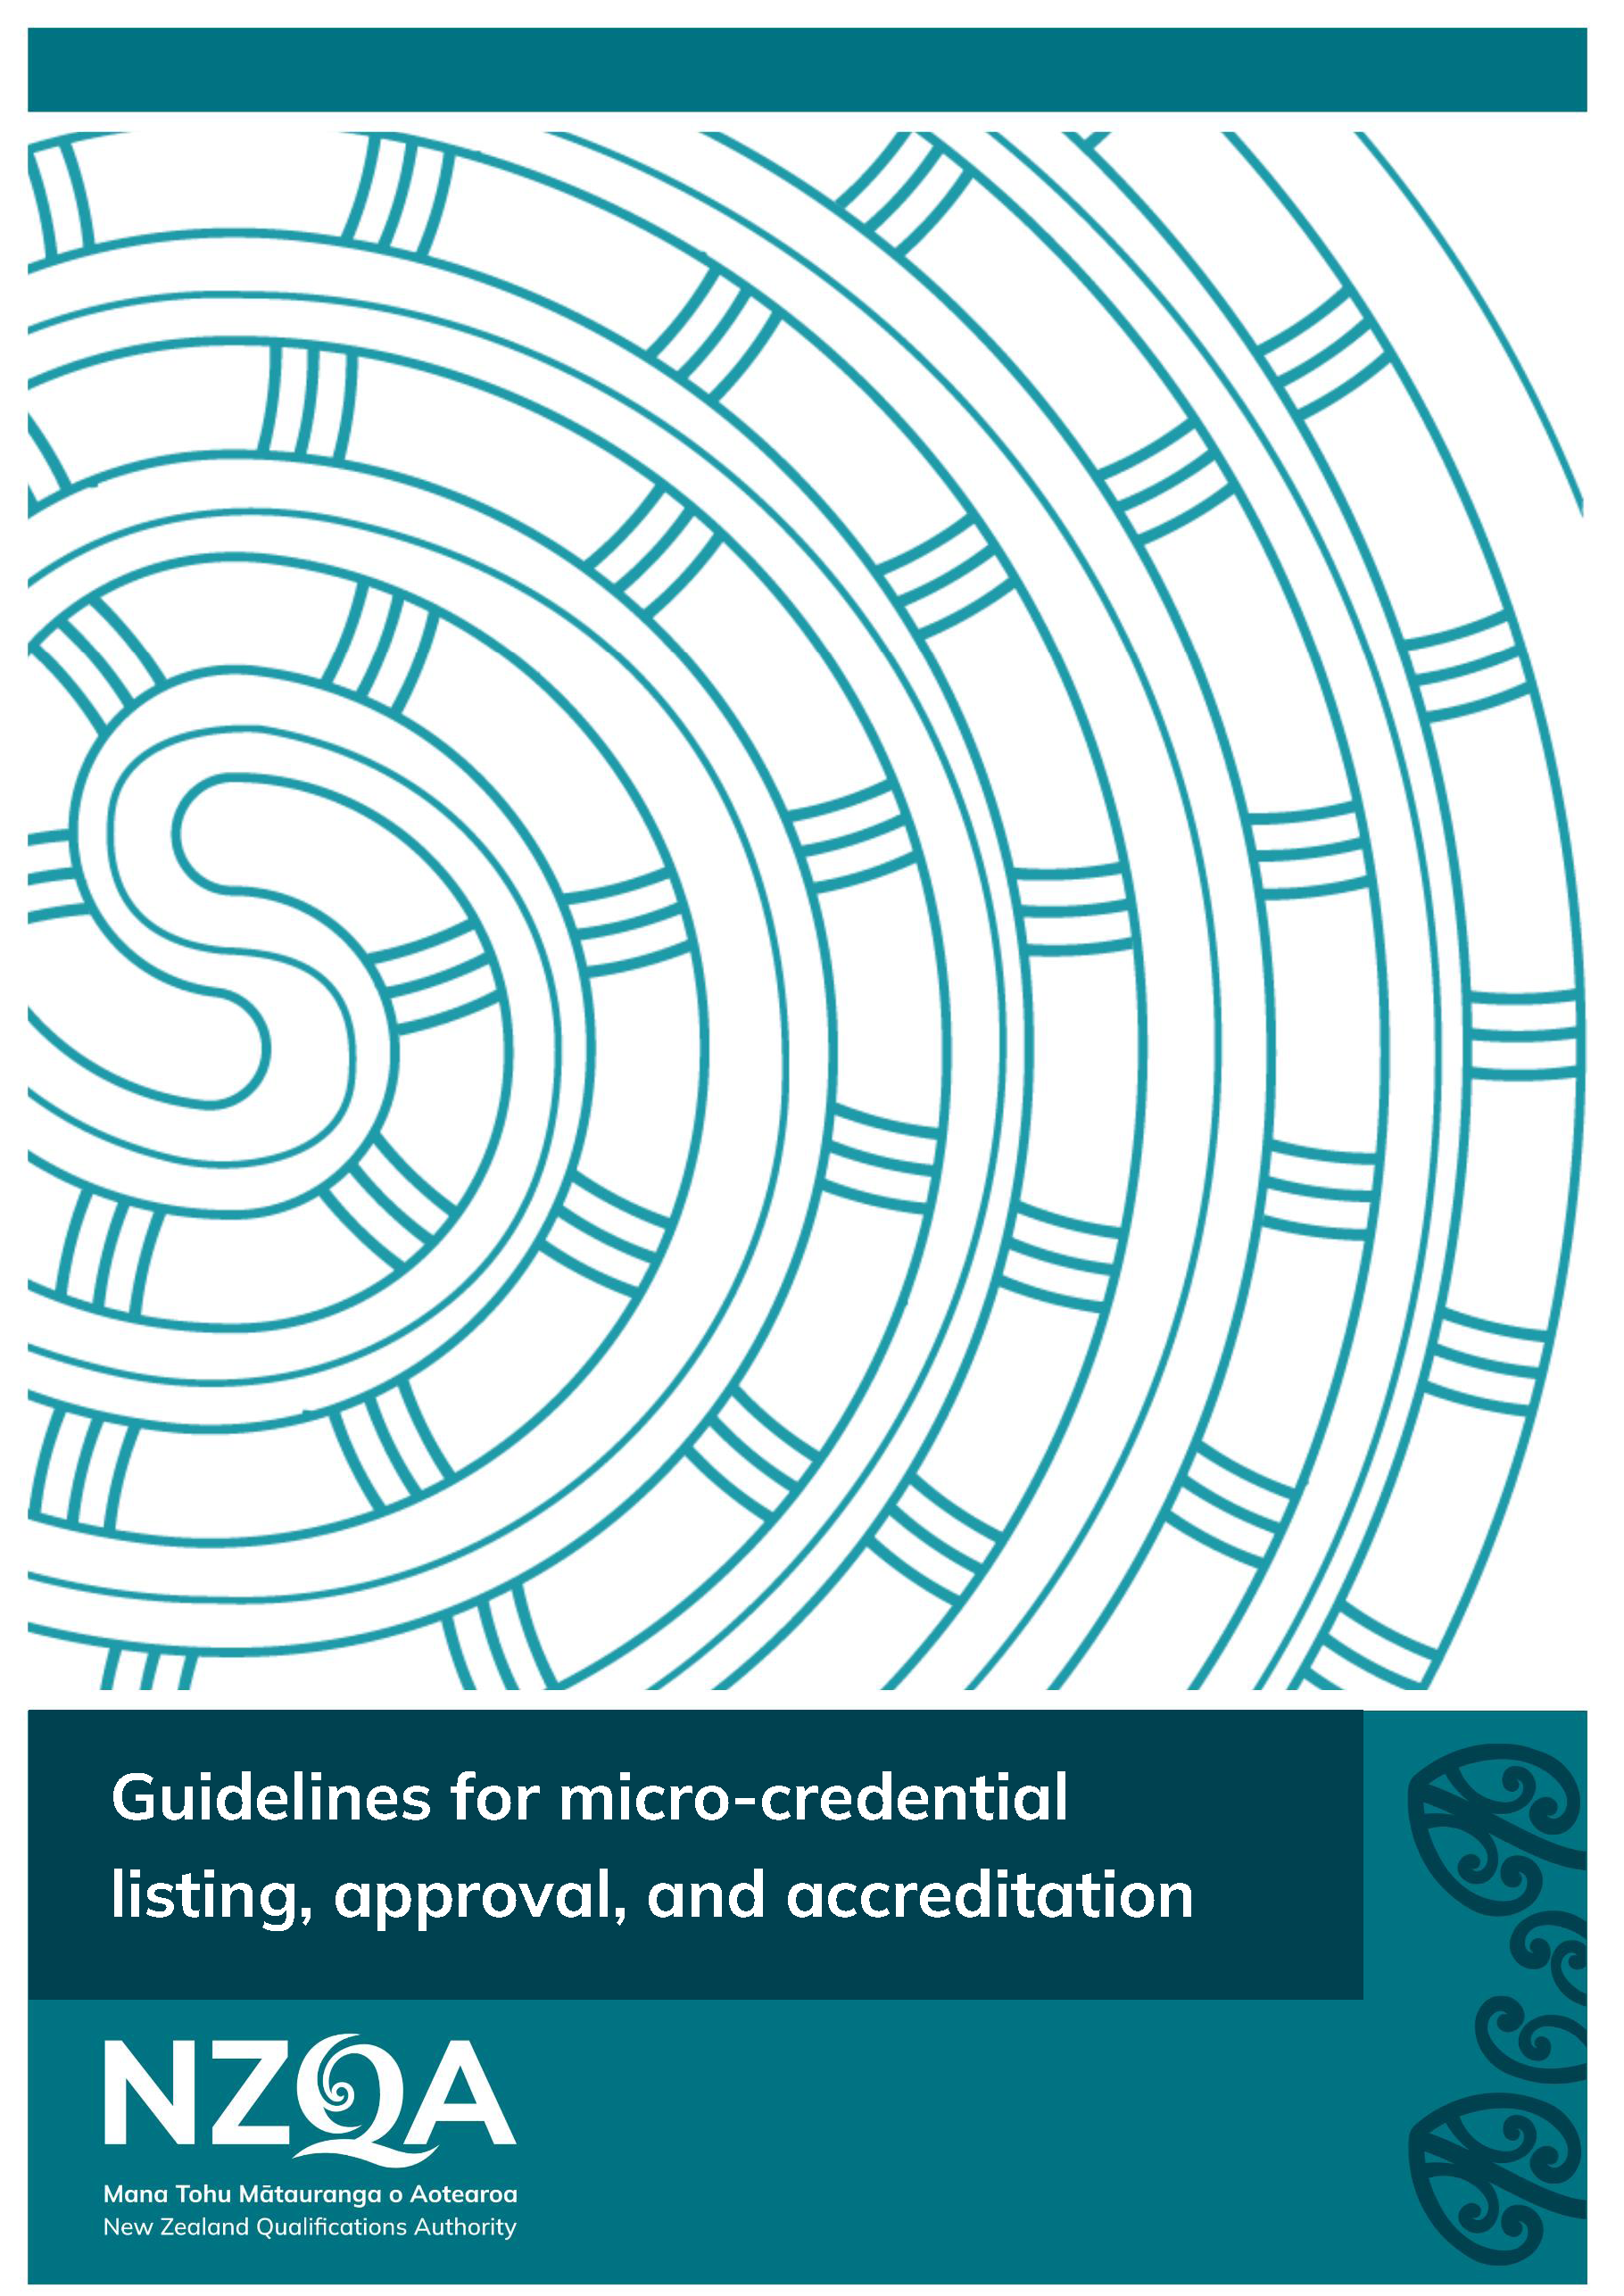 Guidelines for micro-credential
listing, approval, and accreditation
NZQA
Mana Tohu Mātauranga o Aotearoa
New Zealand Qualifications Authority